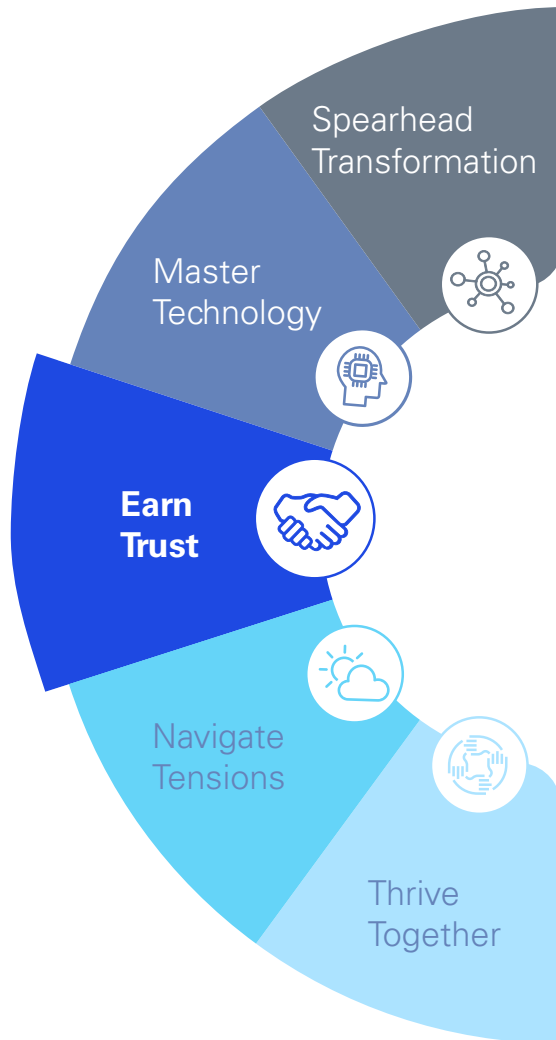 Spearhead
Transformation
Master
Technology
Earn
Trust
Navigate
Tensions
Thrive
Together